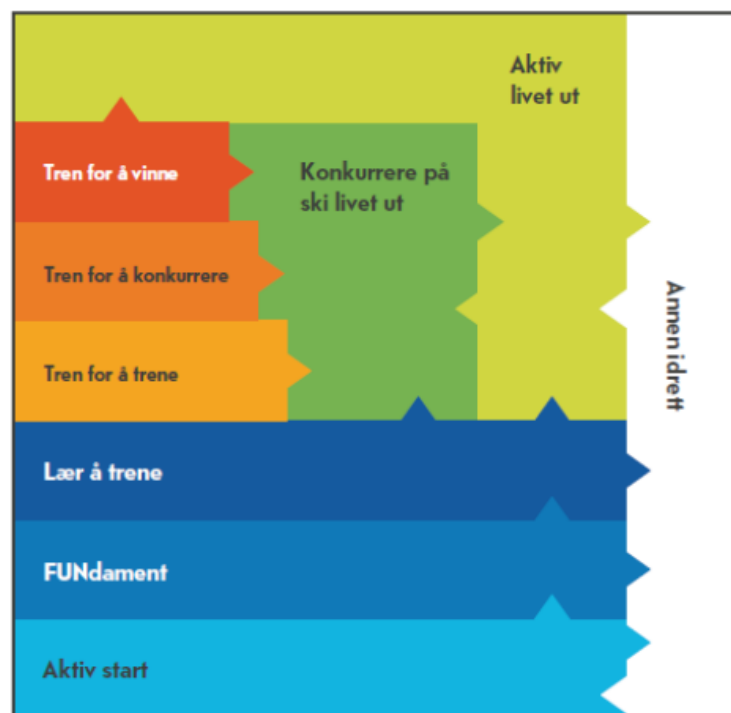 Aktiv
livet ut
Tren for å vinne
Konkurrere på
ski livet ut
Tren for å konkurrere
Tren for å trene
Annen idrett
Lær å trene
FUNdament
Aktiv start